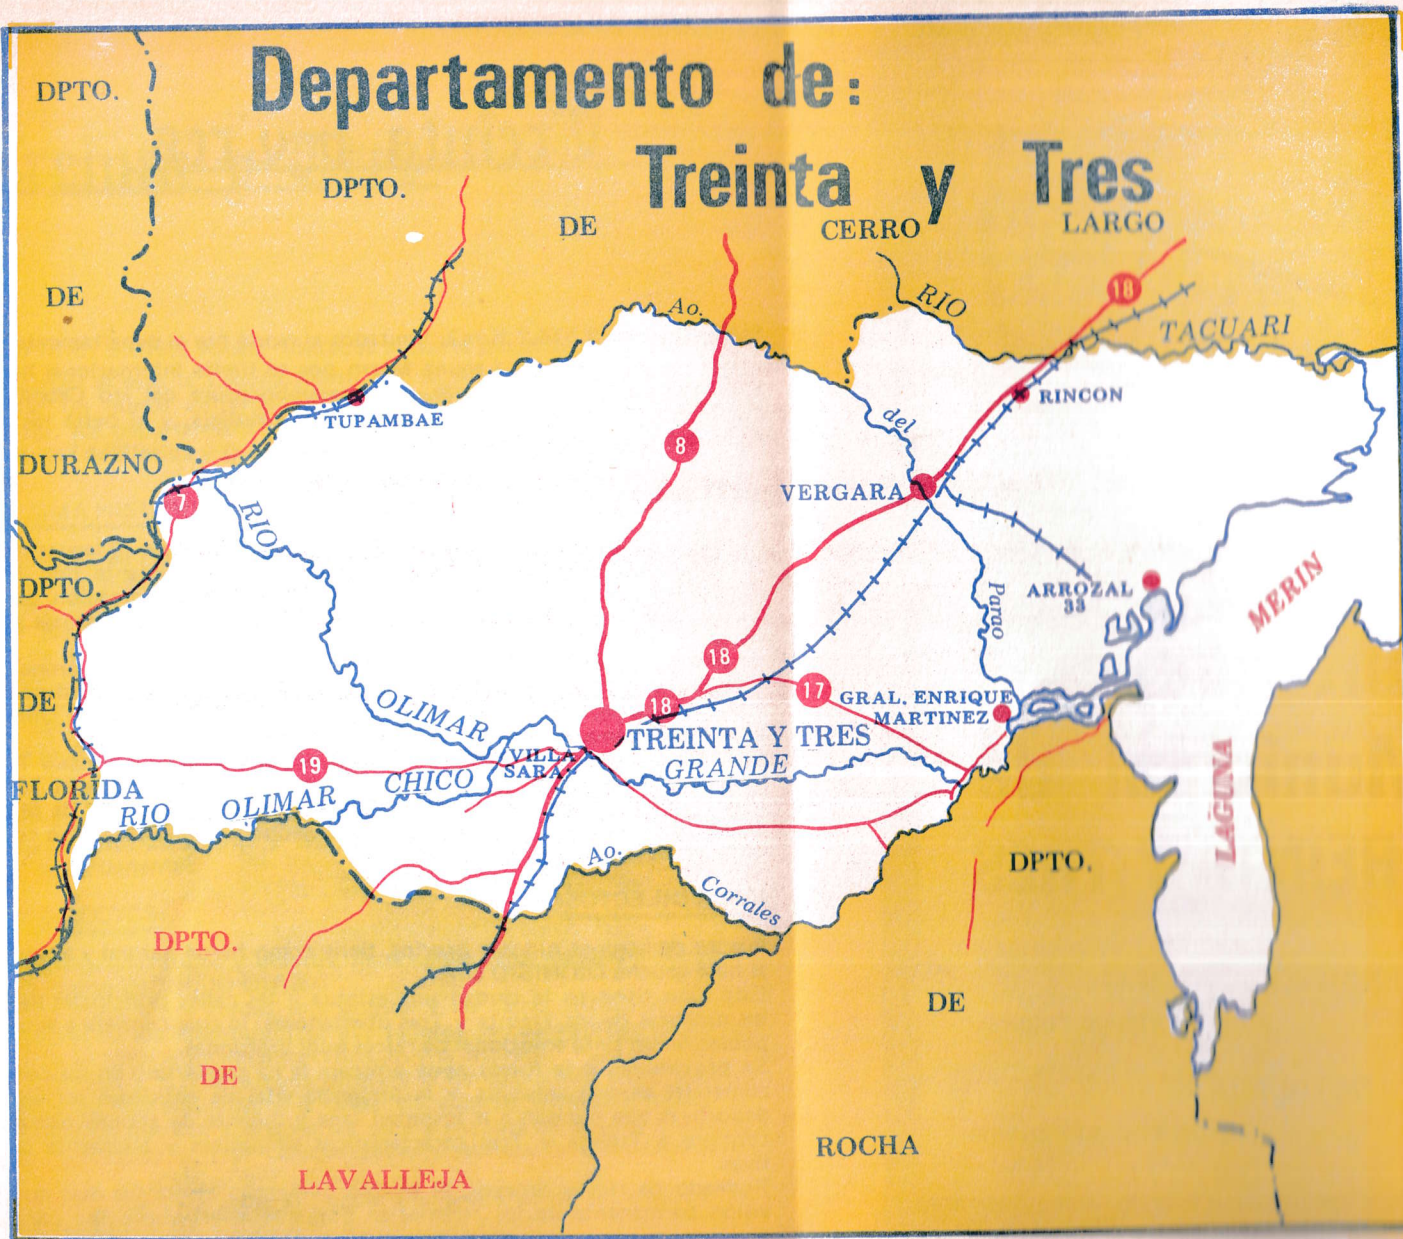 Departamento de:
Treinta y Tres
DPTO.
DE
DURAZNO
DPTO.
DE
CERRO
LARGO
18
RIO
TACUARI
Ao.
del
Parao
RINCON
TUPAMBAE
8
7
VERGARA
RIO
OLIMAR
CHICO
ARROZAL
33
MERIN
LAGUNA
DPTO.
DE
FLORIDA
18
18
17
GRAL. ENRIQUE
MARTINEZ
TREINTA Y TRES
VILLA
SARA
19
RIO
OLIMAR
GRANDE
Ao.
Corrales
DPTO.
DE
LAVALLEJA
DPTO.
DE
ROCHA